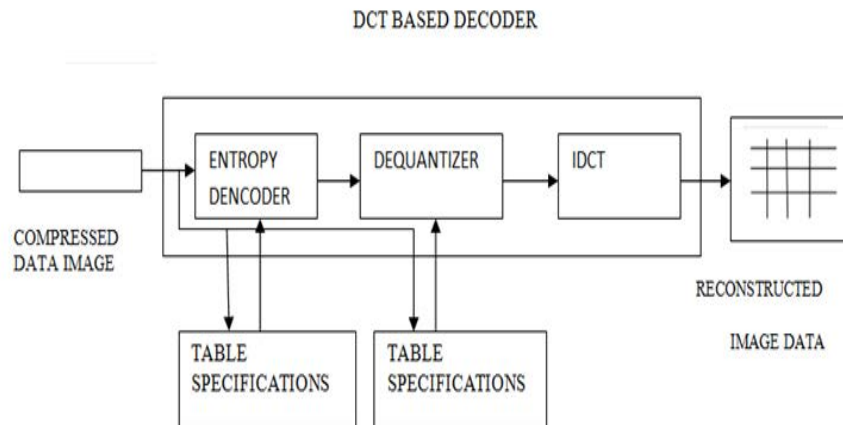 DCT BASED DECODER
ENTROPY
DENCODER
DEQUANTIZER
IDCT
COMPRESSED
DATA IMAGE
RECONSTRUCTED
IMAGE DATA
TABLE
SPECIFICATIONS
TABLE
SPECIFICATIONS